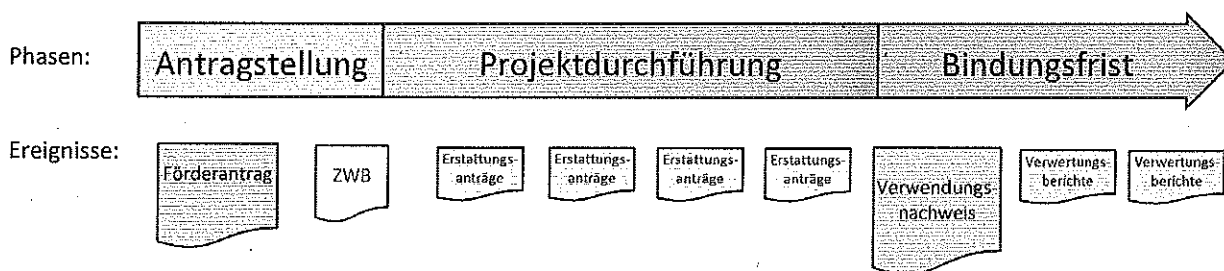 Phasen: Antragstellung Projektdurchführung Bindungsfrist
Ereignisse:
Förderantrag
ZWB
Erstattungs-
anträge
Erstattungs-
anträge
Erstattungs-
anträge
Erstattungs-
anträge
Verwendungs
nachweis
Verwertungs
berichte
Verwertungs
berichte